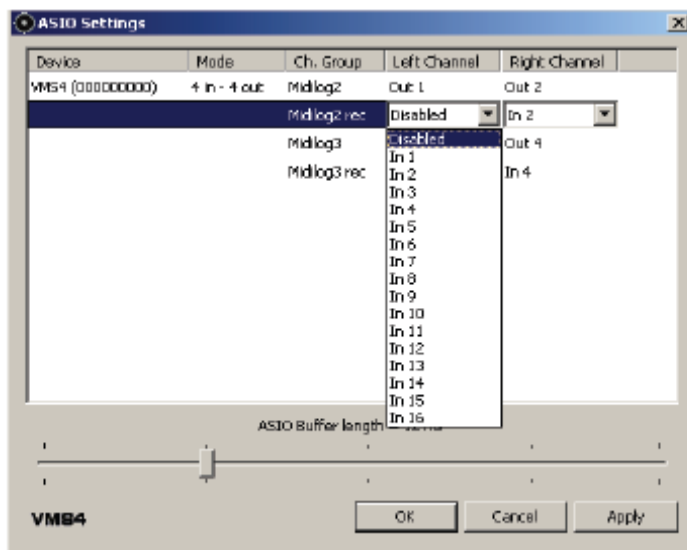 ASIO Settings
Device Mode Ch. Group Left Channel Right Channel
VMS4 (000000000) 4 in - 4 out Midilog2 Out 1 Out 2
Midilog2 rec Disabled In 2
Midilog3 Out 4
Midilog3 rec In 4
Disabled
In 1
In 2
In 3
In 4
In 5
In 6
In 7
In 8
In 9
In 10
In 11
In 12
In 13
In 14
In 15
In 16
ASIO Buffer length
VMS4
OK Cancel Apply